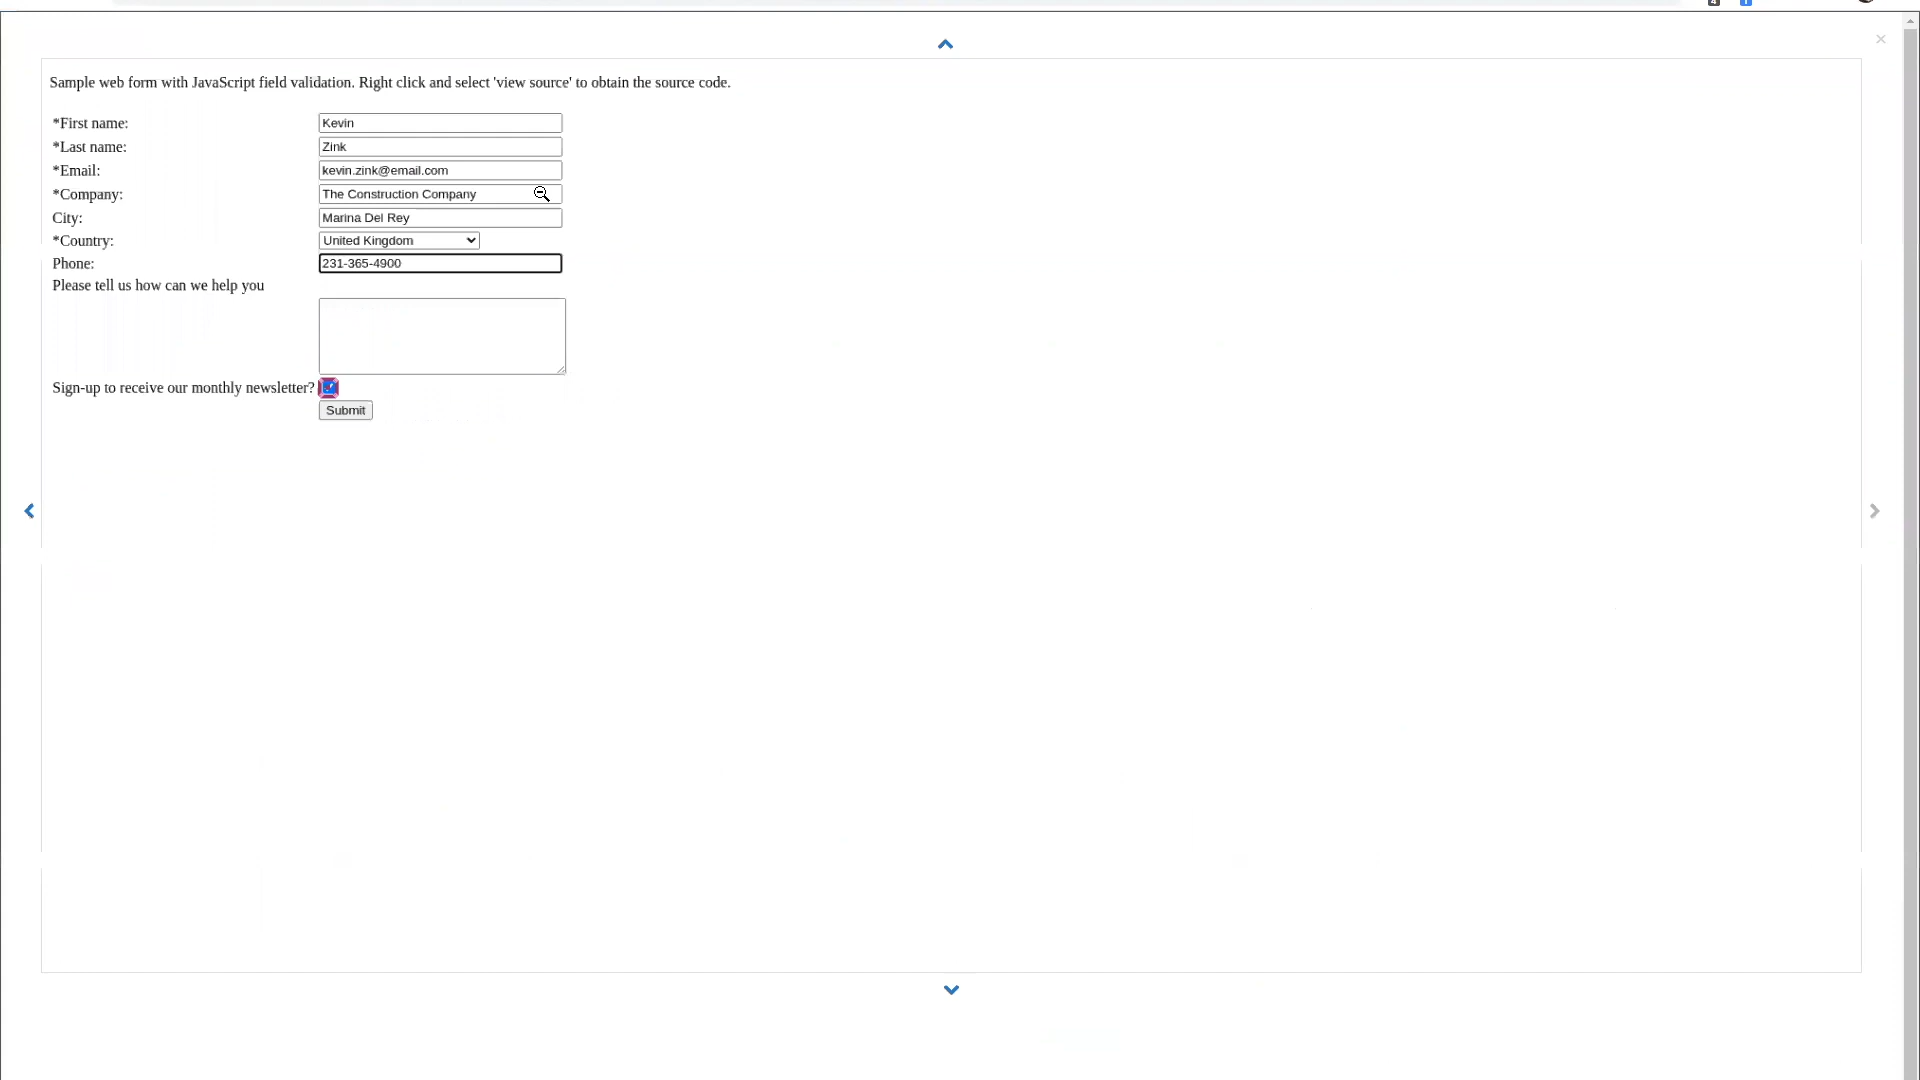 Sample web form with JavaScript field validation. Right click and select 'view source' to obtain the source code.
*First name: Kevin
*Last name: Zink
*Email: kevin.zink@email.com
*Company: The Construction Company
City: Marina Del Rey
*Country: United Kingdom
Phone: 231-365-4900
Please tell us how can we help you
Sign-up to receive our monthly newsletter?
Submit